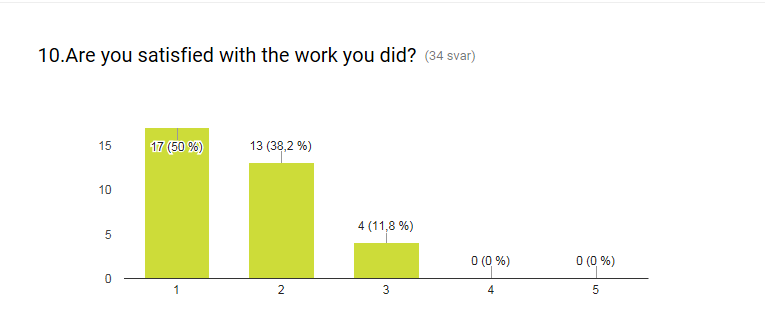 10.Are you satisfied with the work you did? (34 svar)
17 (50 %)
13 (38,2 %)
4 (11,8 %)
0 (0 %)
0 (0 %)
15
10
5
0
1
2
3
4
5